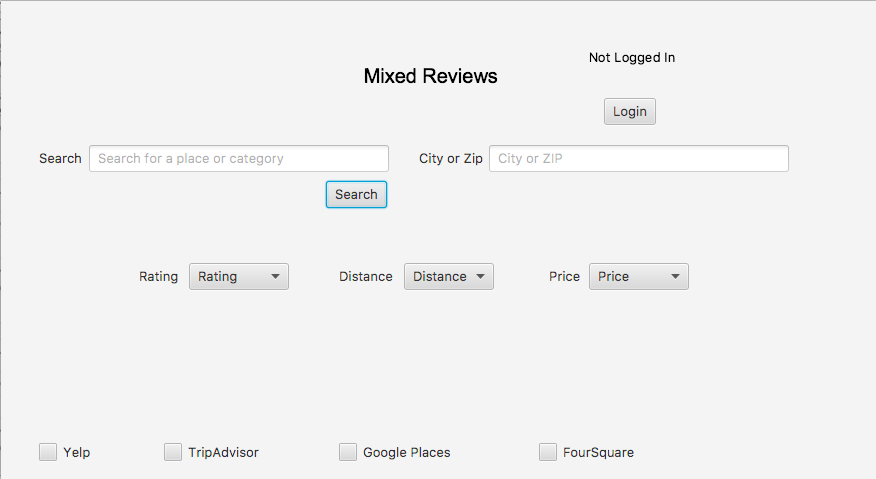 Not Logged In
Mixed Reviews
Login
Search Search for a place or category City or Zip City or ZIP
Search
Rating Rating Distance Distance Price Price
Yelp TripAdvisor Google Places FourSquare